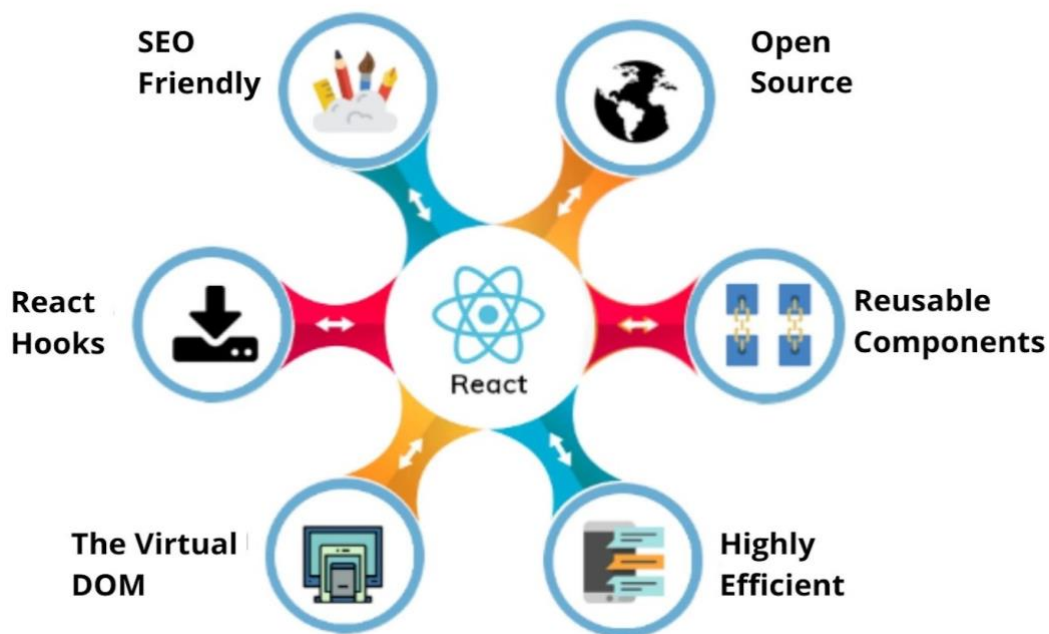 SEO
Friendly
Open
Source
React
Hooks
React
Reusable
Components
The Virtual
DOM
Highly
Efficient